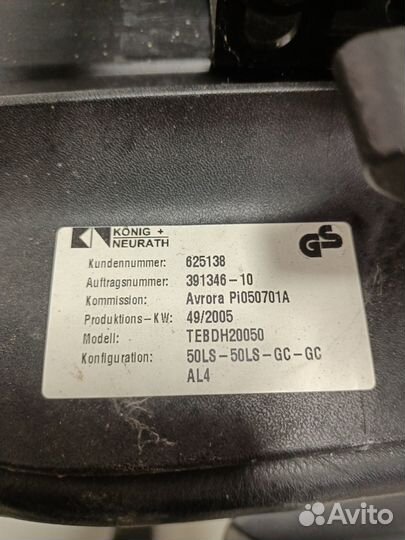 KÖNIG +
NEURATH
GS
Kundennummer: 625138
Auftragsnummer: 391346-10
Kommission: Avrora Pi050701A
Produktions-KW: 49/2005
Modell: TEBDH20050
Konfiguration: 50LS-50LS-GC-GC
AL4
Avito